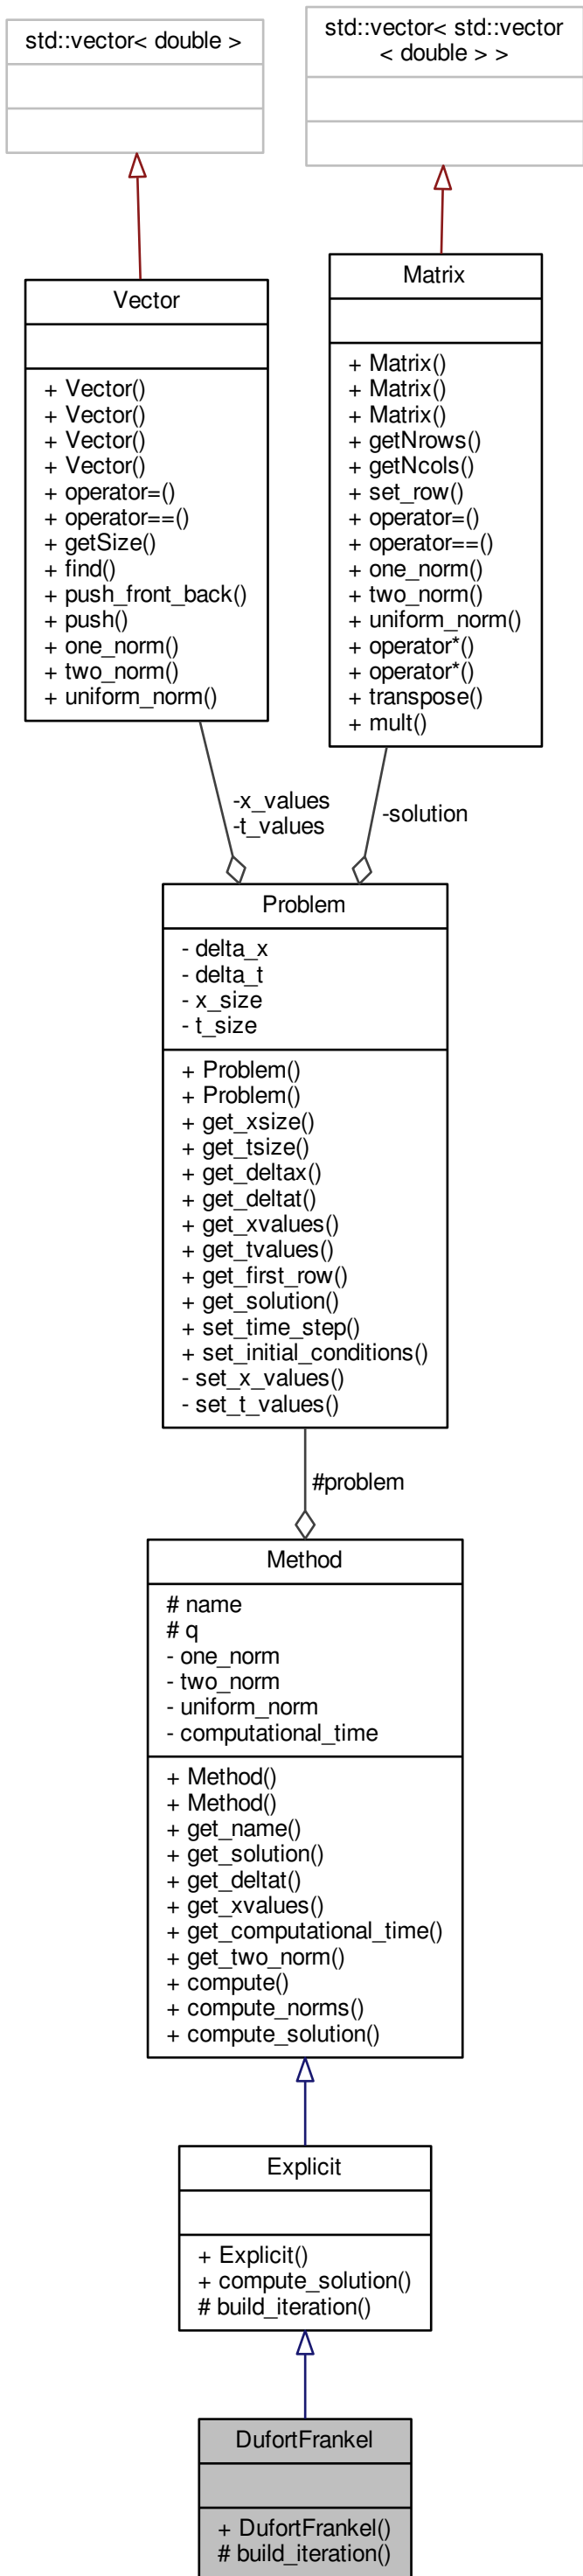 std::vector< double >
std::vector< std::vector
< double > >
Vector
+ Vector()
+ Vector()
+ Vector()
+ Vector()
+ operator=()
+ operator==()
+ getSize()
+ find()
+ push_front_back()
+ push()
+ one_norm()
+ two_norm()
+ uniform_norm()
Matrix
+ Matrix()
+ Matrix()
+ Matrix()
+ getNrows()
+ getNcols()
+ set_row()
+ operator=()
+ operator==()
+ one_norm()
+ two_norm()
+ uniform_norm()
+ operator*()
+ operator*()
+ transpose()
+ mult()
-x_values
-t_values
-solution
Problem
- delta_x
- delta_t
- x_size
- t_size
+ Problem()
+ Problem()
+ get_xsize()
+ get_tsize()
+ get_deltax()
+ get_deltat()
+ get_xvalues()
+ get_tvalues()
+ get_first_row()
+ get_solution()
+ set_time_step()
+ set_initial_conditions()
- set_x_values()
- set_t_values()
#problem
Method
# name
# q
- one_norm
- two_norm
- uniform_norm
- computational_time
+ Method()
+ Method()
+ get_name()
+ get_solution()
+ get_deltat()
+ get_xvalues()
+ get_computational_time()
+ get_two_norm()
+ compute()
+ compute_norms()
+ compute_solution()
Explicit
+ Explicit()
+ compute_solution()
# build_iteration()
DufortFrankel
+ DufortFrankel()
# build_iteration()